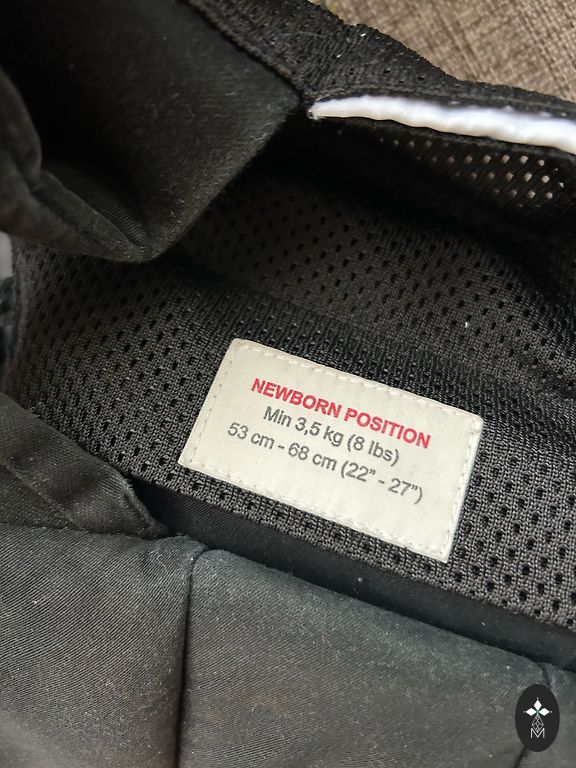 NEWBORN POSITION
Min 3,5 kg (8 lbs)
53 cm - 68 cm (22" - 27")
M